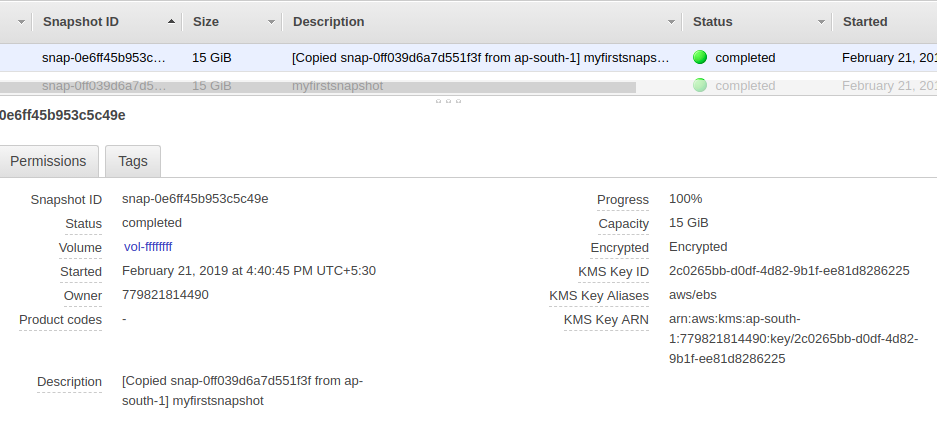 Snapshot ID Size Description Status Started
snap-0e6ff45b953c... 15 GiB [Copied snap-0ff039d6a7d551f3f from ap-south-1] myfirstsnaps... completed February 21, 201
snap-0ff039d6a7d5... 15 GiB myfirstsnapshot completed February 21, 201
0e6ff45b953c5c49e
Permissions Tags
Snapshot ID snap-0e6ff45b953c5c49e Progress 100%
Status completed Capacity 15 GiB
Volume vol-ffffffff Encrypted Encrypted
Started February 21, 2019 at 4:40:45 PM UTC+5:30 KMS Key ID 2c0265bb-d0df-4d82-9b1f-ee81d8286225
Owner 779821814490 KMS Key Aliases aws/ebs
Product codes - KMS Key ARN arn:aws:kms:ap-south-
1:779821814490:key/2c0265bb-d0df-4d82-
9b1f-ee81d8286225
Description [Copied snap-0ff039d6a7d551f3f from ap-
south-1] myfirstsnapshot